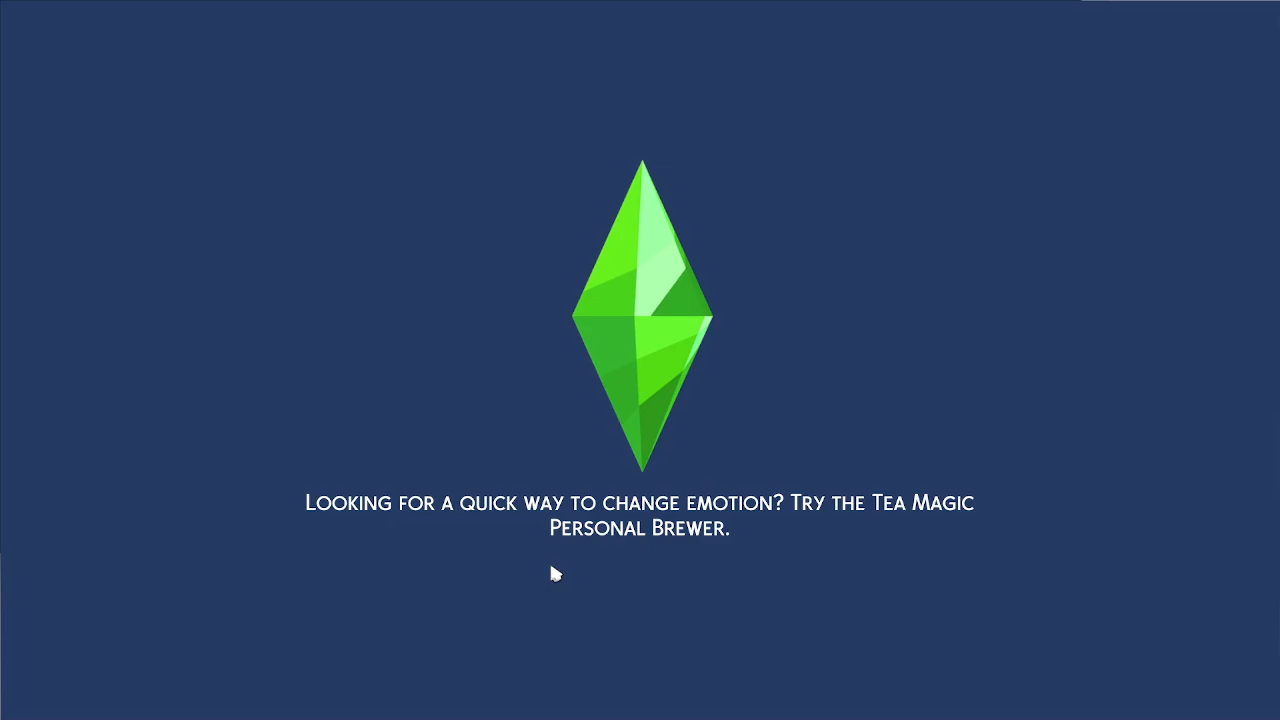 Looking for a quick way to change emotion? Try the Tea Magic
Personal Brewer.